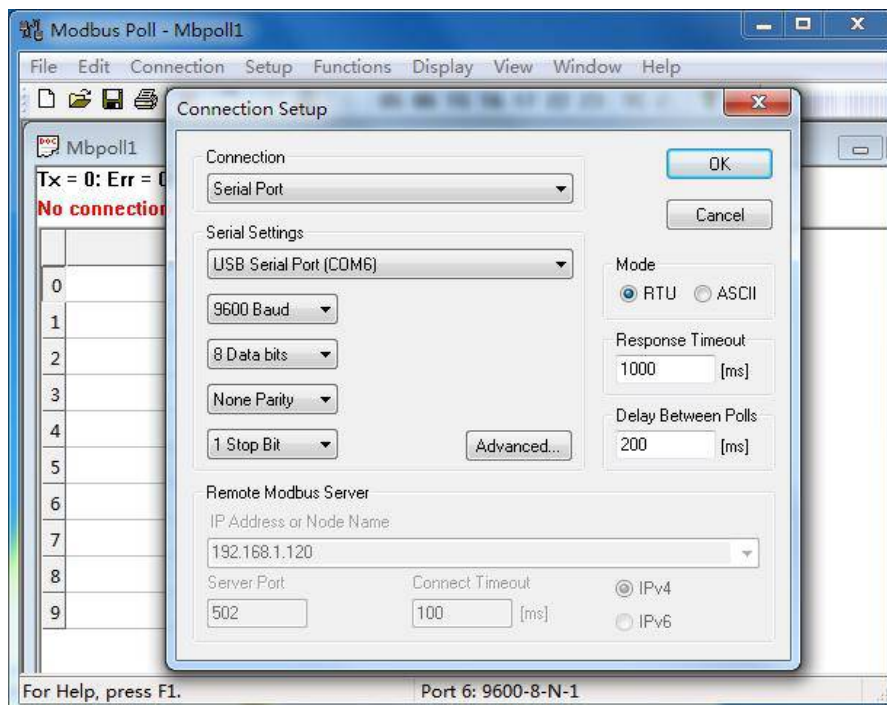 Modbus Poll - Mbpoll1
File Edit Connection Setup Functions Display View Window Help
Connection Setup
Mbpoll1
Tx = 0: Err =
No connection
Connection
Serial Port
OK
Cancel
Serial Settings
USB Serial Port (COM6)
Mode
RTU ASCII
9600 Baud
8 Data bits
Response Timeout
1000 [ms]
None Parity
Delay Between Polls
1 Stop Bit
Advanced...
200 [ms]
Remote Modbus Server
IP Address or Node Name
192.168.1.120
Server Port
Connect Timeout
IPv4
502
100 [ms]
IPv6
0
1
2
3
4
5
6
7
8
9
For Help, press F1.
Port 6: 9600-8-N-1